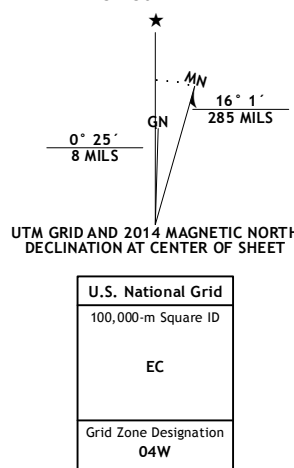 MN
16° 1´
285 MILS
GN
0° 25´
8 MILS
UTM GRID AND 2014 MAGNETIC NORTH
DECLINATION AT CENTER OF SHEET
U.S. National Grid
100,000-m Square ID
EC
Grid Zone Designation
04W